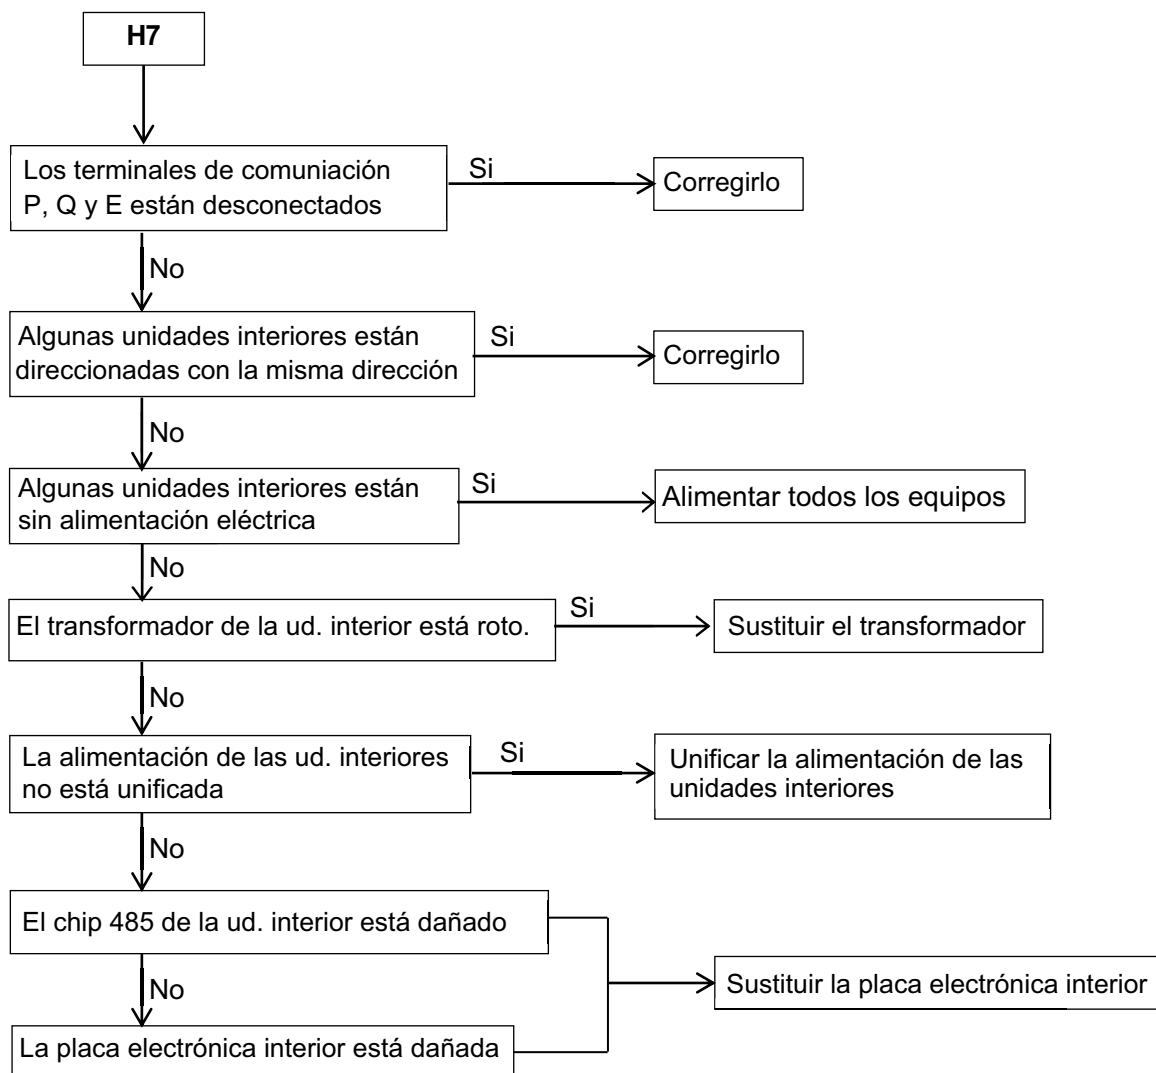 H7
Los terminales de comuniación
P, Q y E están desconectados
Si
Corregirlo
No
Algunas unidades interiores están
direccionadas con la misma dirección
Si
Corregirlo
No
Algunas unidades interiores están
sin alimentación eléctrica
Si
Alimentar todos los equipos
No
El transformador de la ud. interior está roto.
Si
Sustituir el transformador
No
La alimentación de las ud. interiores
no está unificada
Si
Unificar la alimentación de las
unidades interiores
No
El chip 485 de la ud. interior está dañado
No
Sustituir la placa electrónica interior
La placa electrónica interior está dañada